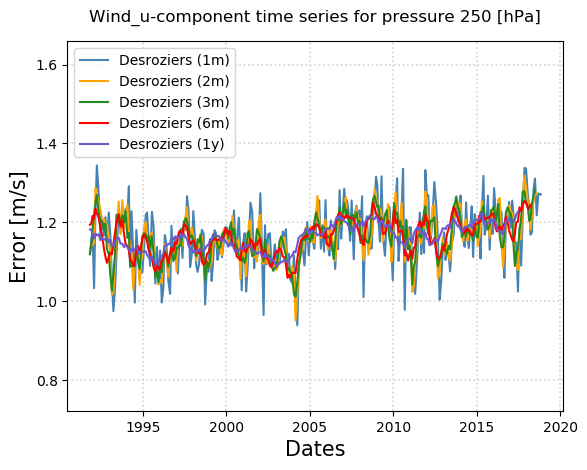 Wind_u-component time series for pressure 250 [hPa]
Desroziers (1m)
Desroziers (2m)
Desroziers (3m)
Desroziers (6m)
Desroziers (1y)
Error [m/s]
1.6
1.4
1.2
1.0
0.8
1995 2000 2005 2010 2015 2020
Dates